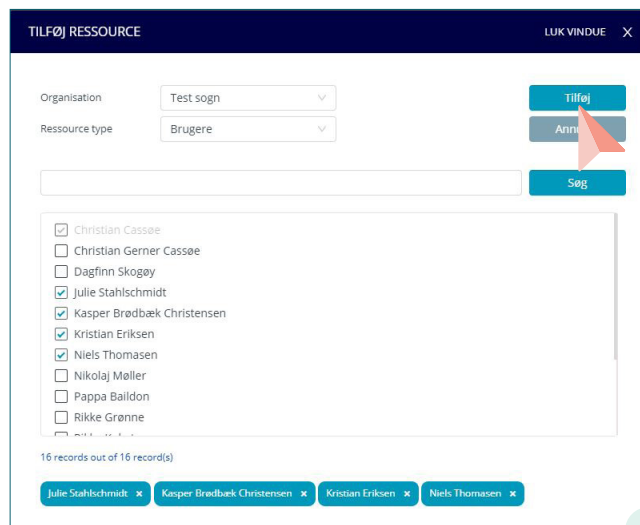 TILFØJ RESSOURCE LUK VINDUE X
Organisation Test sogn Tilføj
Ressource type Brugere
Søg
Christian Cassøe
Christian Gerner Cassøe
Dagfinn Skogøy
Julie Stahlschmidt
Kasper Brødbæk Christensen
Kristian Eriksen
Niels Thomasen
Nikolaj Møller
Pappa Baildon
Rikke Grønne
16 records out of 16 record(s)
Julie Stahlschmidt × Kasper Brødbæk Christensen × Kristian Eriksen × Niels Thomasen ×